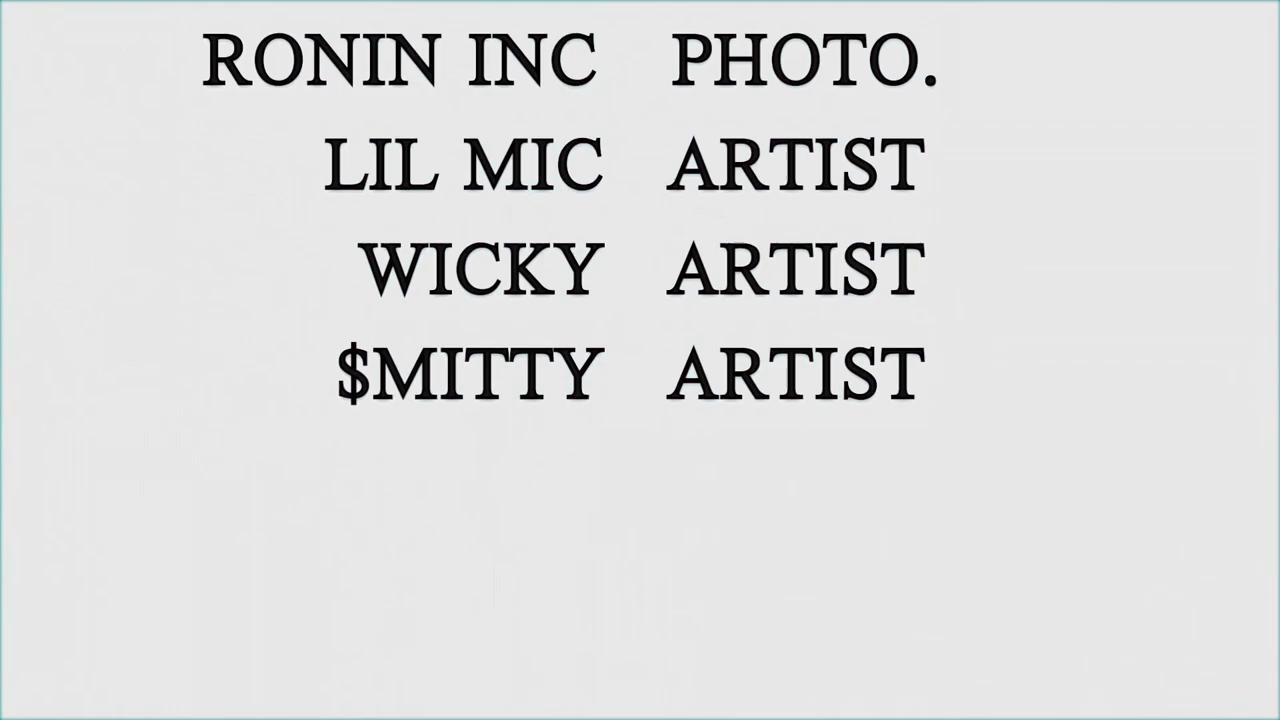 RONIN INC PHOTO.
LIL MIC ARTIST
WICKY ARTIST
$MITTY ARTIST